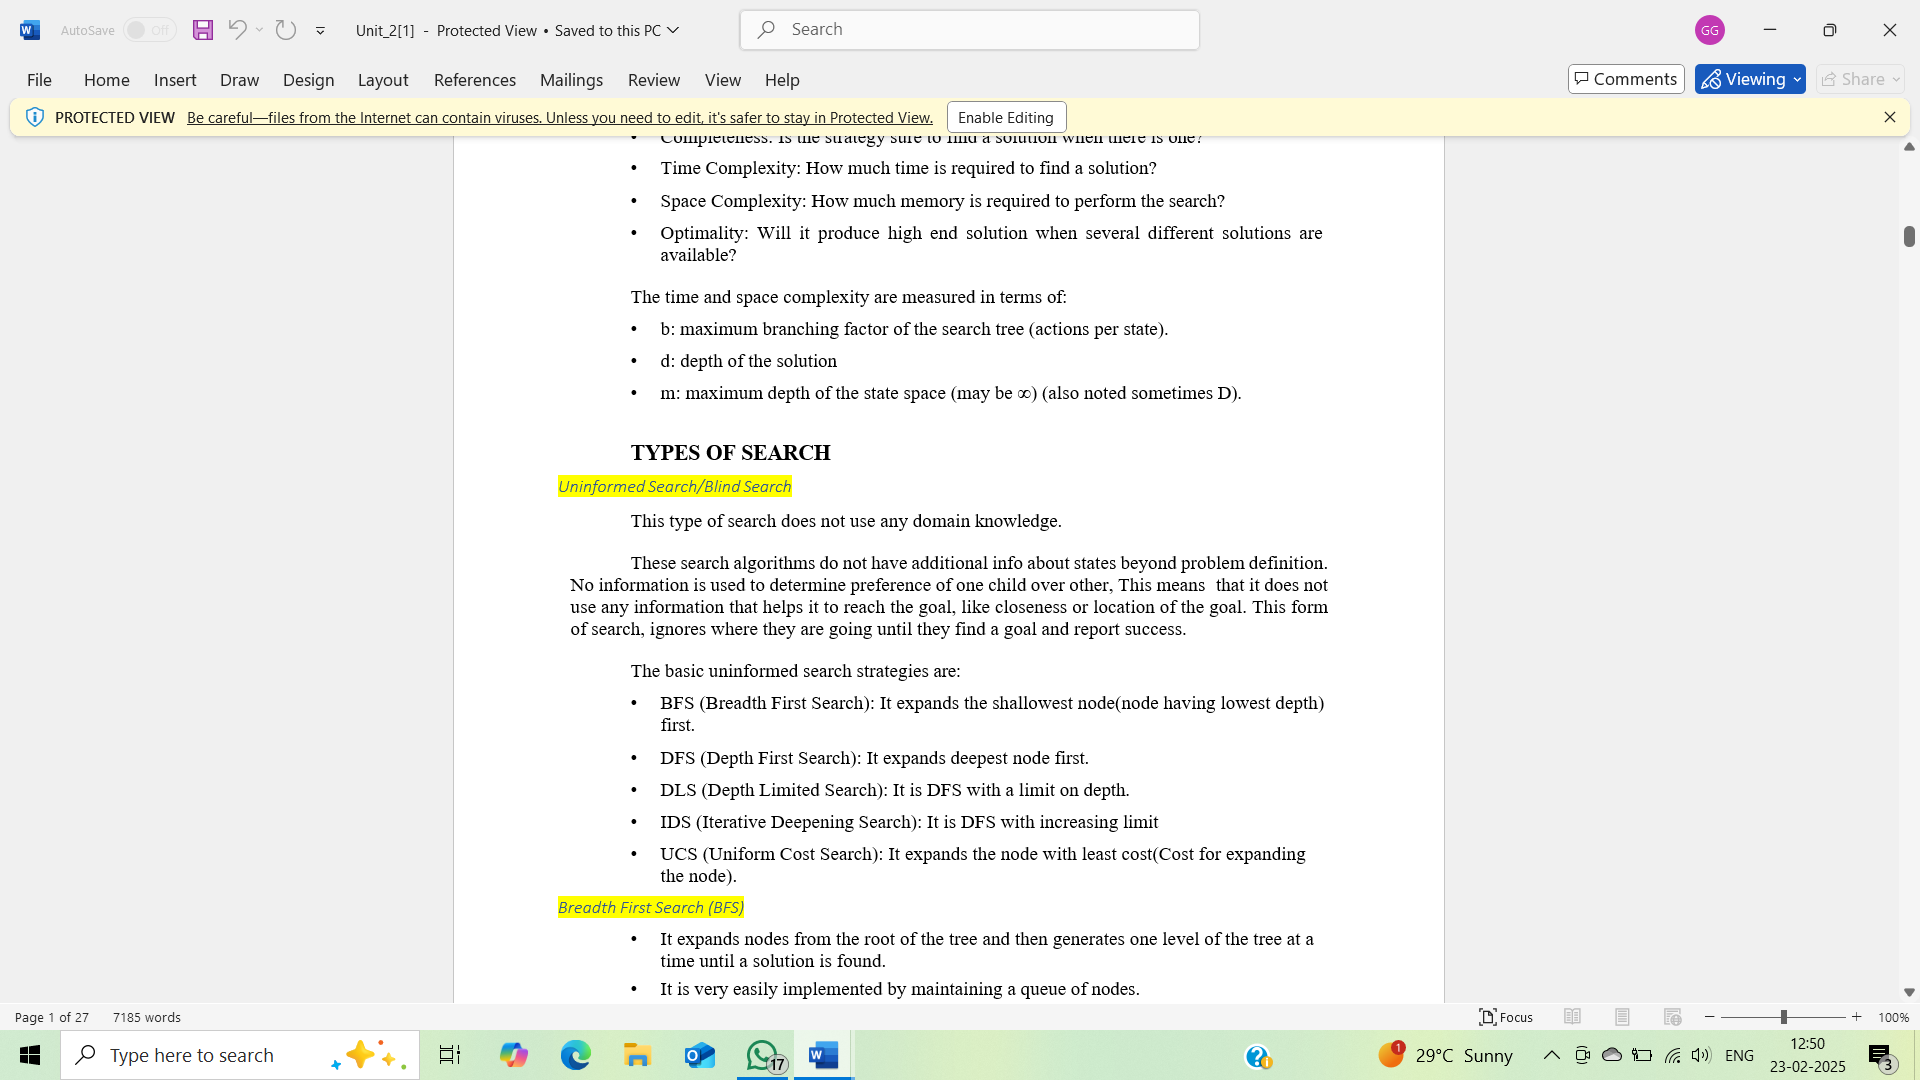 AutoSave Off Unit_2[1] - Protected View • Saved to this PC Search GG
File Home Insert Draw Design Layout References Mailings Review View Help Comments Viewing Share
PROTECTED VIEW Be careful—files from the Internet can contain viruses. Unless you need to edit, it's safer to stay in Protected View. Enable Editing
• Completeness: Is the strategy sure to find a solution when there is one?
• Time Complexity: How much time is required to find a solution?
• Space Complexity: How much memory is required to perform the search?
• Optimality: Will it produce high end solution when several different solutions are
available?
The time and space complexity are measured in terms of:
• b: maximum branching factor of the search tree (actions per state).
• d: depth of the solution
• m: maximum depth of the state space (may be ∞) (also noted sometimes D).
TYPES OF SEARCH
Uninformed Search/Blind Search
This type of search does not use any domain knowledge.
These search algorithms do not have additional info about states beyond problem definition.
No information is used to determine preference of one child over other, This means that it does not
use any information that helps it to reach the goal, like closeness or location of the goal. This form
of search, ignores where they are going until they find a goal and report success.
The basic uninformed search strategies are:
• BFS (Breadth First Search): It expands the shallowest node(node having lowest depth)
first.
• DFS (Depth First Search): It expands deepest node first.
• DLS (Depth Limited Search): It is DFS with a limit on depth.
• IDS (Iterative Deepening Search): It is DFS with increasing limit
• UCS (Uniform Cost Search): It expands the node with least cost(Cost for expanding
the node).
Breadth First Search (BFS)
• It expands nodes from the root of the tree and then generates one level of the tree at a
time until a solution is found.
• It is very easily implemented by maintaining a queue of nodes.
Page 1 of 27 7185 words Focus 100%
Type here to search 17 1 29°C Sunny ENG 12:50
23-02-2025 3